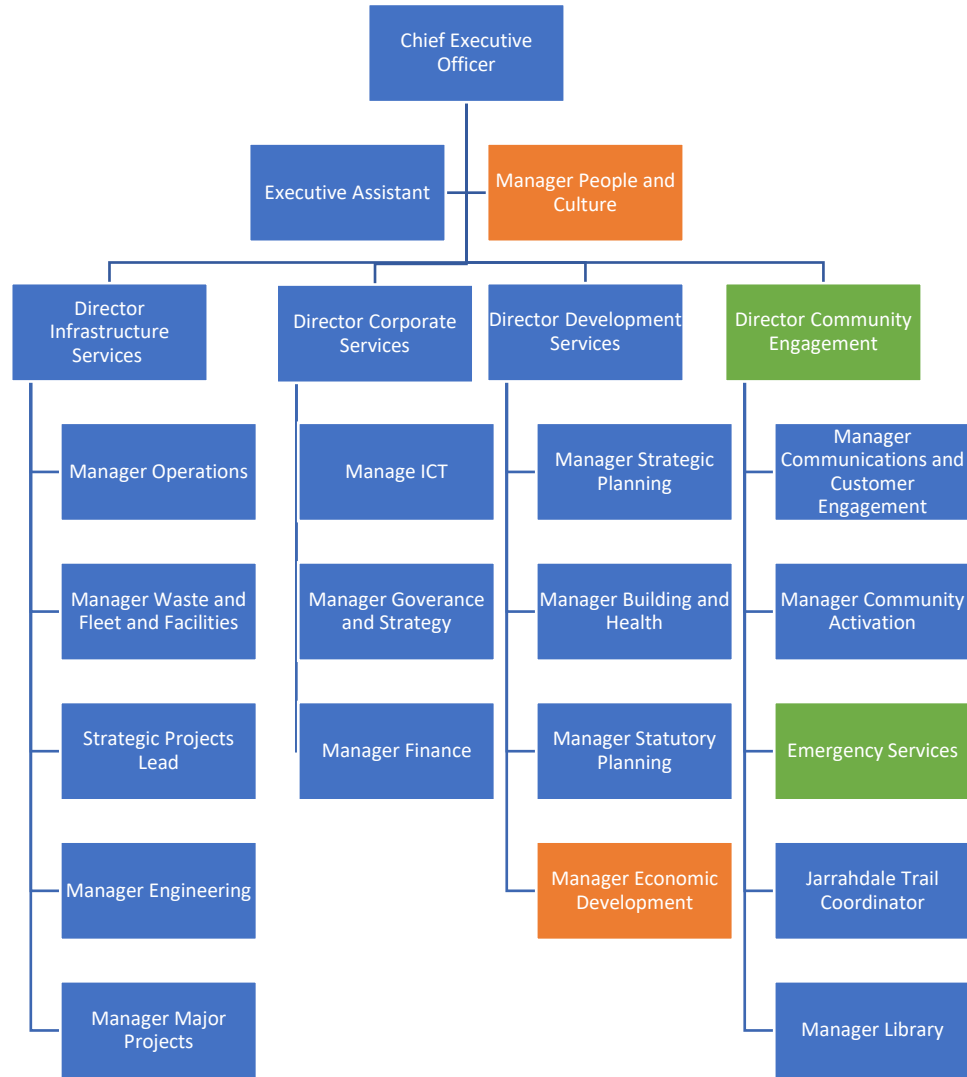 Chief Executive
Officer
Executive Assistant
Manager People and
Culture
Director
Infrastructure
Services
Director Corporate
Services
Director Development
Services
Director Community
Engagement
Manager Operations
Manage ICT
Manager Strategic
Planning
Manager
Communications and
Customer
Engagement
Manager Waste and
Fleet and Facilities
Manager Goverance
and Strategy
Manager Building and
Health
Manager Community
Activation
Strategic Projects
Lead
Manager Finance
Manager Statutory
Planning
Emergency Services
Manager Engineering
Manager Economic
Development
Jarrahdale Trail
Coordinator
Manager Major
Projects
Manager Library